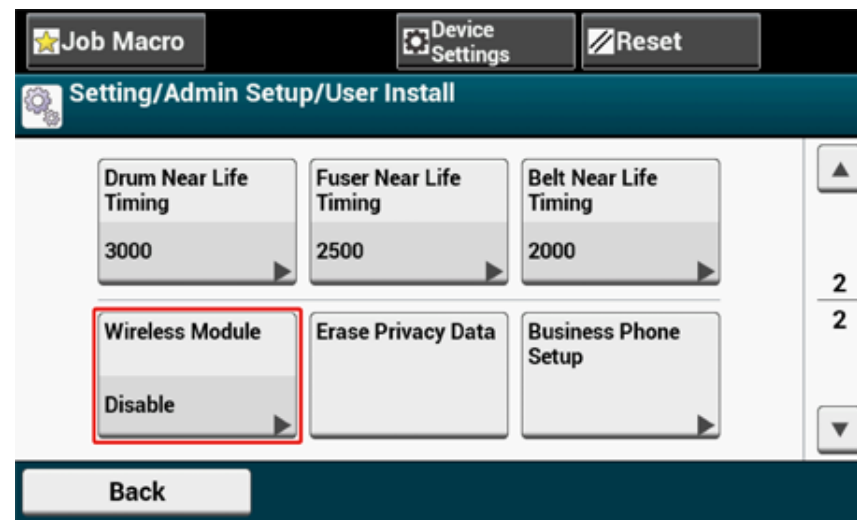 Job Macro
Device
Settings
Reset
Setting/Admin Setup/User Install
Drum Near Life
Timing
3000
Fuser Near Life
Timing
2500
Belt Near Life
Timing
2000
2
2
Wireless Module
Disable
Erase Privacy Data
Business Phone
Setup
Back